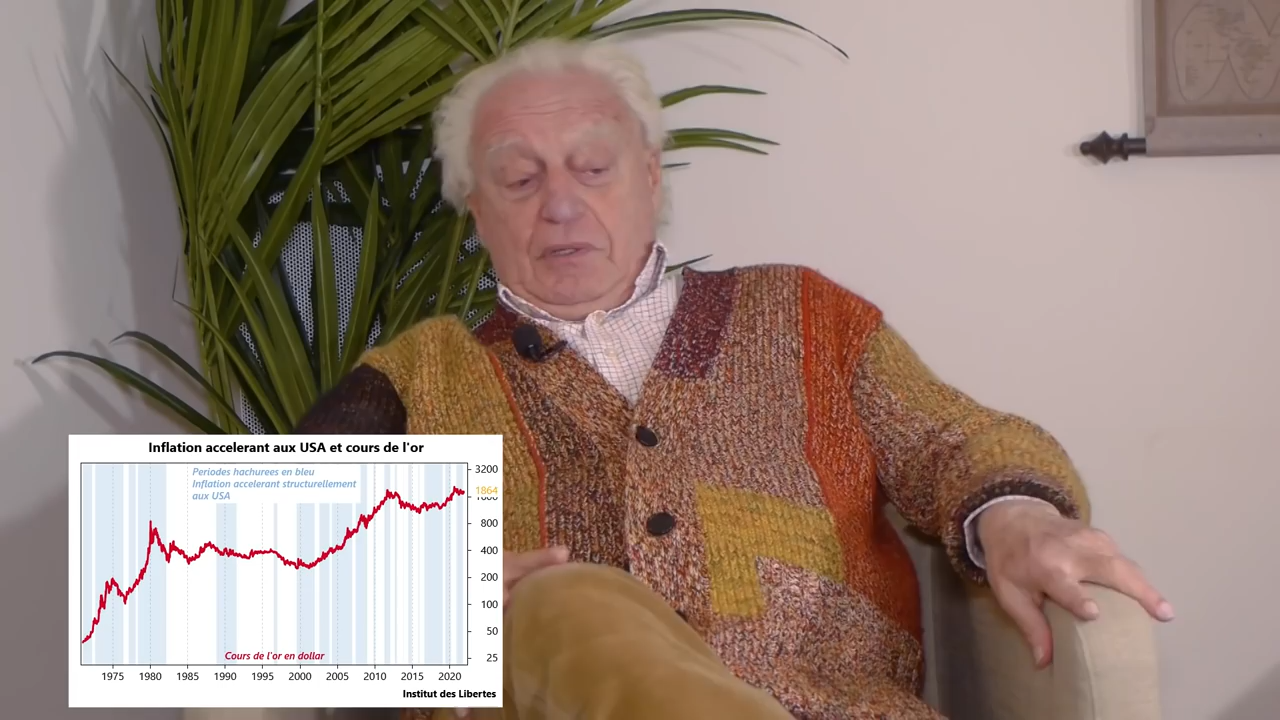 Inflation accelerant aux USA et cours de l'or
Periodes hachurees en bleu
Inflation accelerant structurellement
aux USA
3200
1864
1600
800
400
200
100
50
25
Cours de l'or en dollar
1975 1980 1985 1990 1995 2000 2005 2010 2015 2020
Institut des Libertes